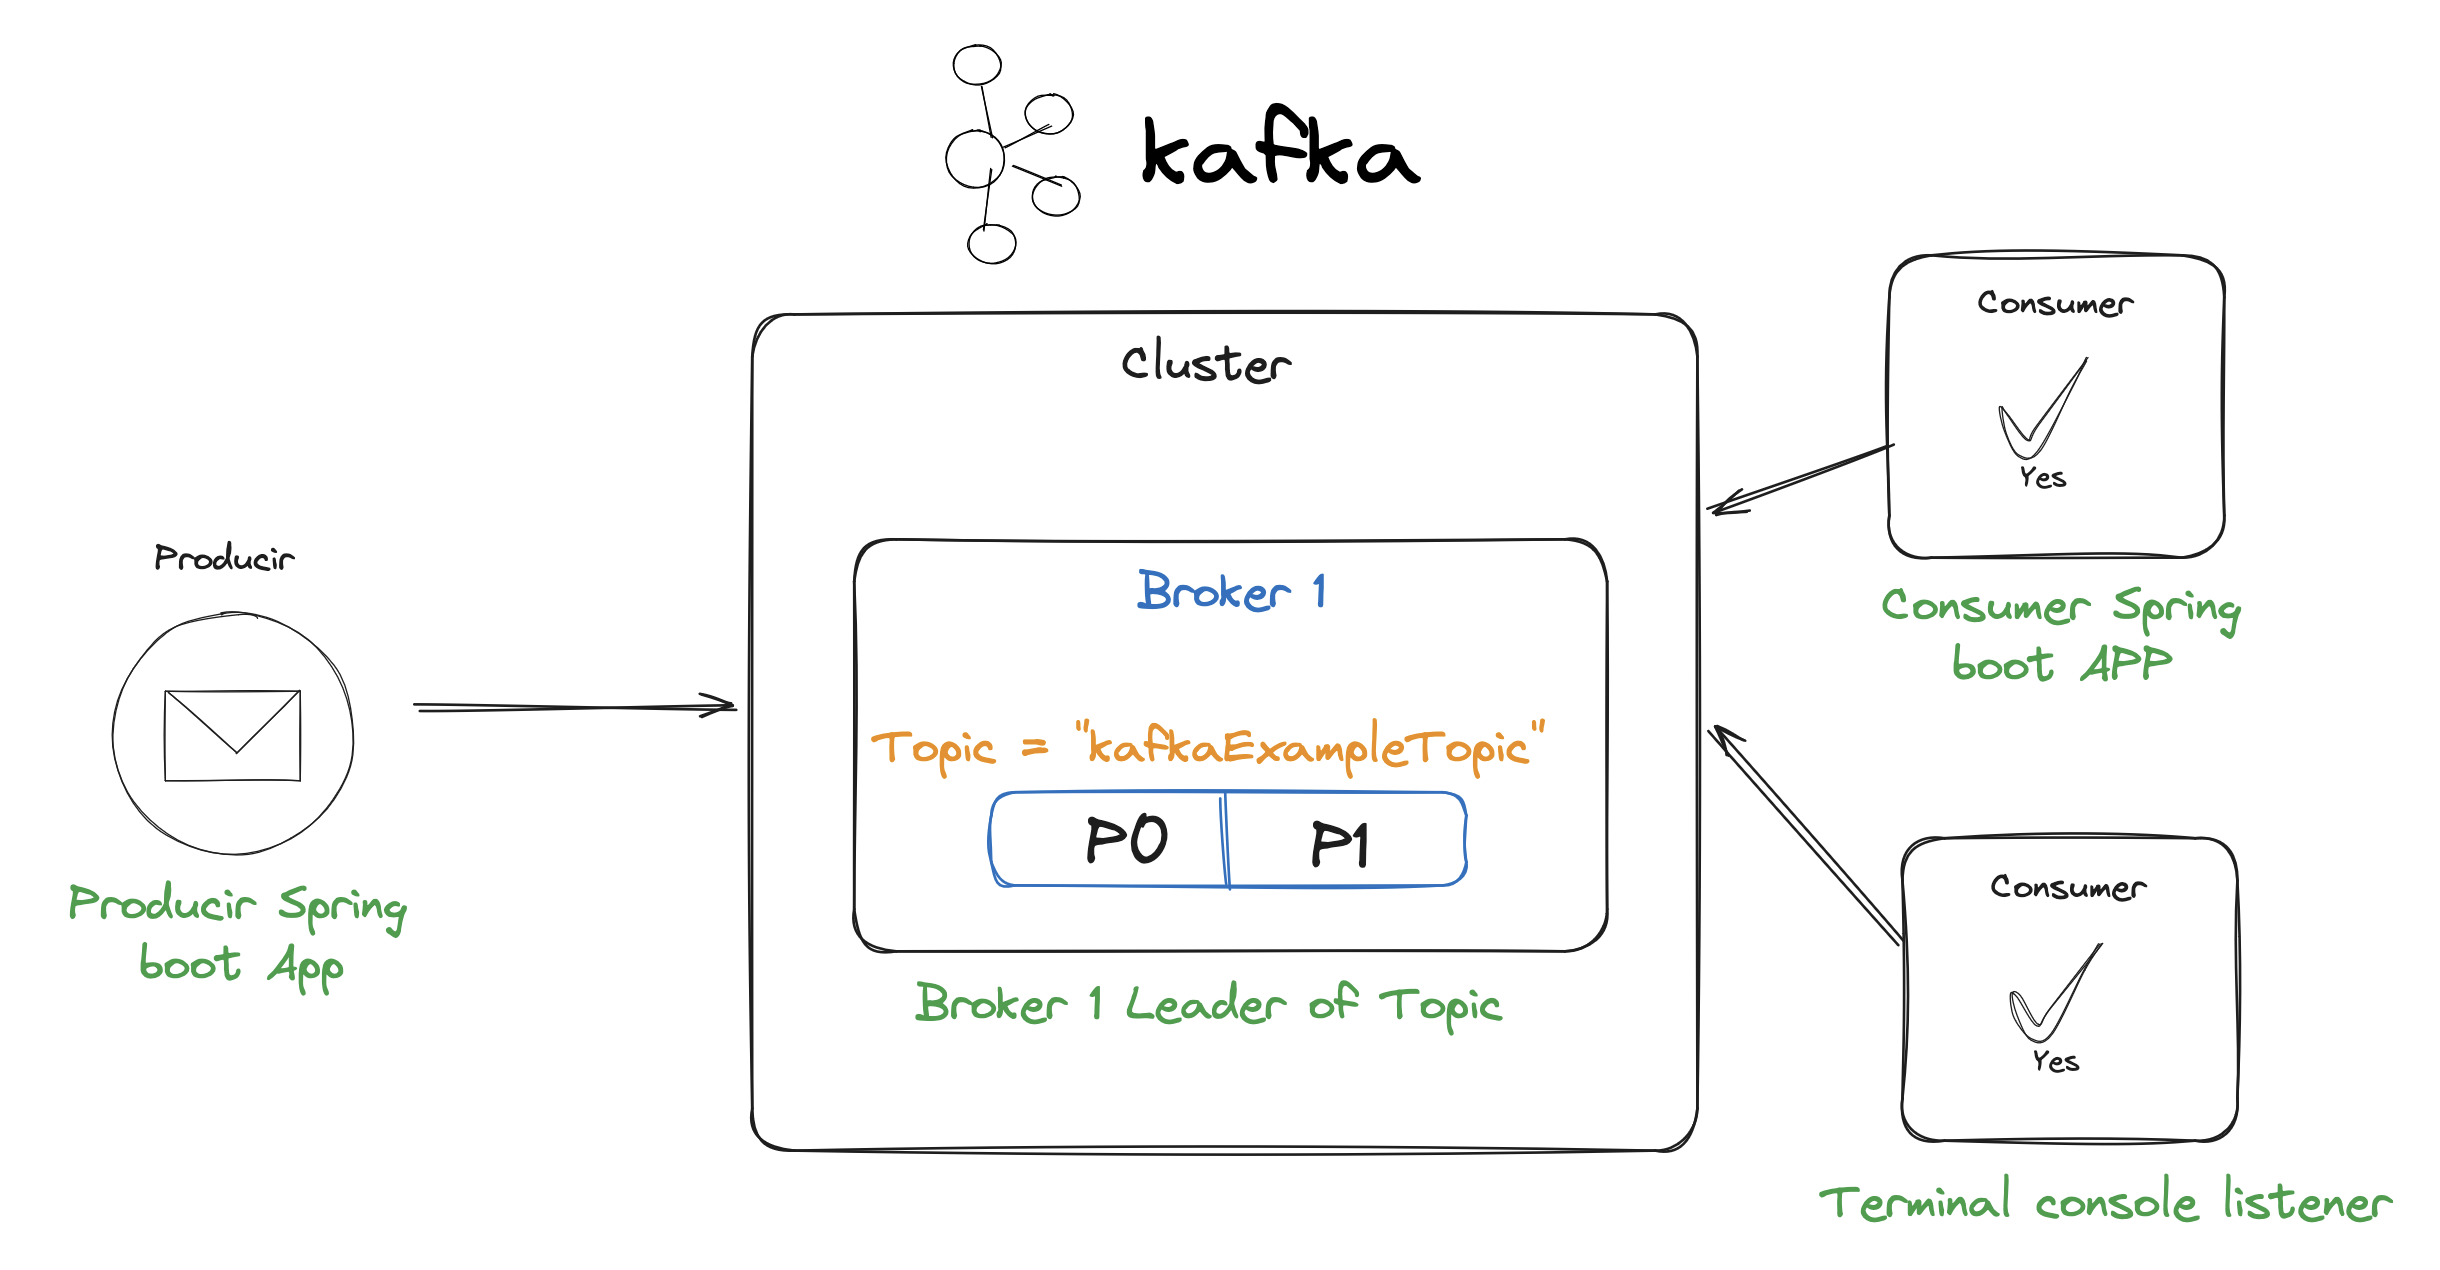 kafka
Cluster
Producir
Producir Spring
boot App
Broker 1
Topic = "kafkaExampleTopic"
P0 P1
Broker 1 Leader of Topic
Consumer
Yes
Consumer Spring
boot APP
Consumer
Yes
Terminal console listener